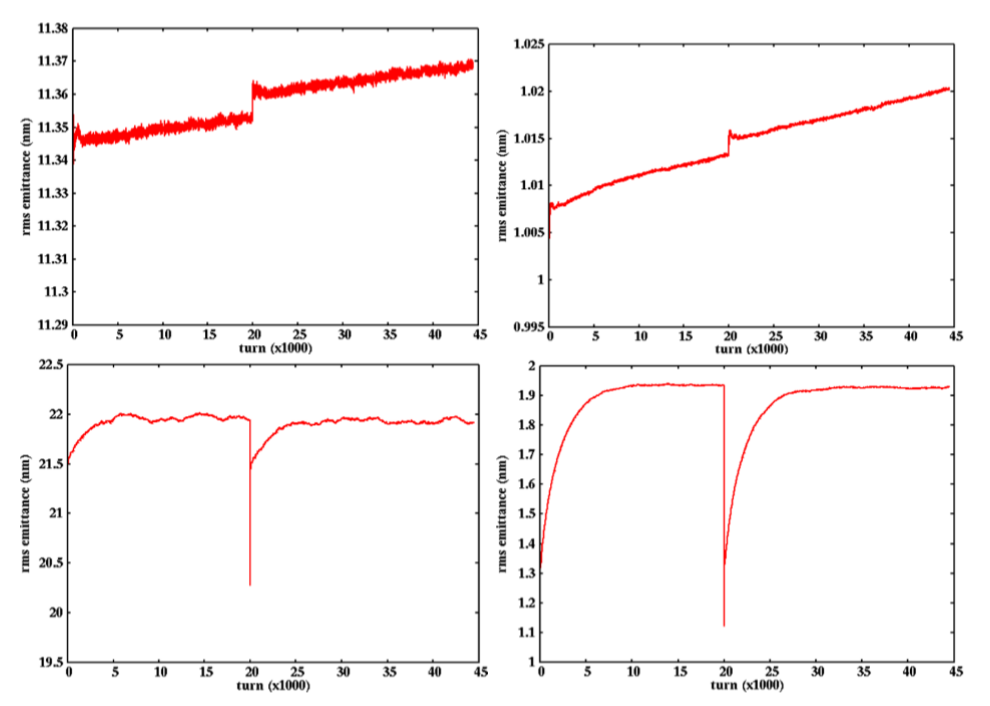 11.38
11.37
11.36
11.35
11.34
11.33
11.32
11.31
11.3
11.29
rms emittance (nm)
0 5 10 15 20 25 30 35 40 45
turn (x1000)
1.025
1.02
1.015
1.01
1.005
1
0.995
rms emittance (nm)
0 5 10 15 20 25 30 35 40 45
turn (x1000)
22.5
22
21.5
21
20.5
20
19.5
rms emittance (nm)
0 5 10 15 20 25 30 35 40 45
turn (x1000)
2
1.9
1.8
1.7
1.6
1.5
1.4
1.3
1.2
1.1
1
rms emittance (nm)
0 5 10 15 20 25 30 35 40 45
turn (x1000)